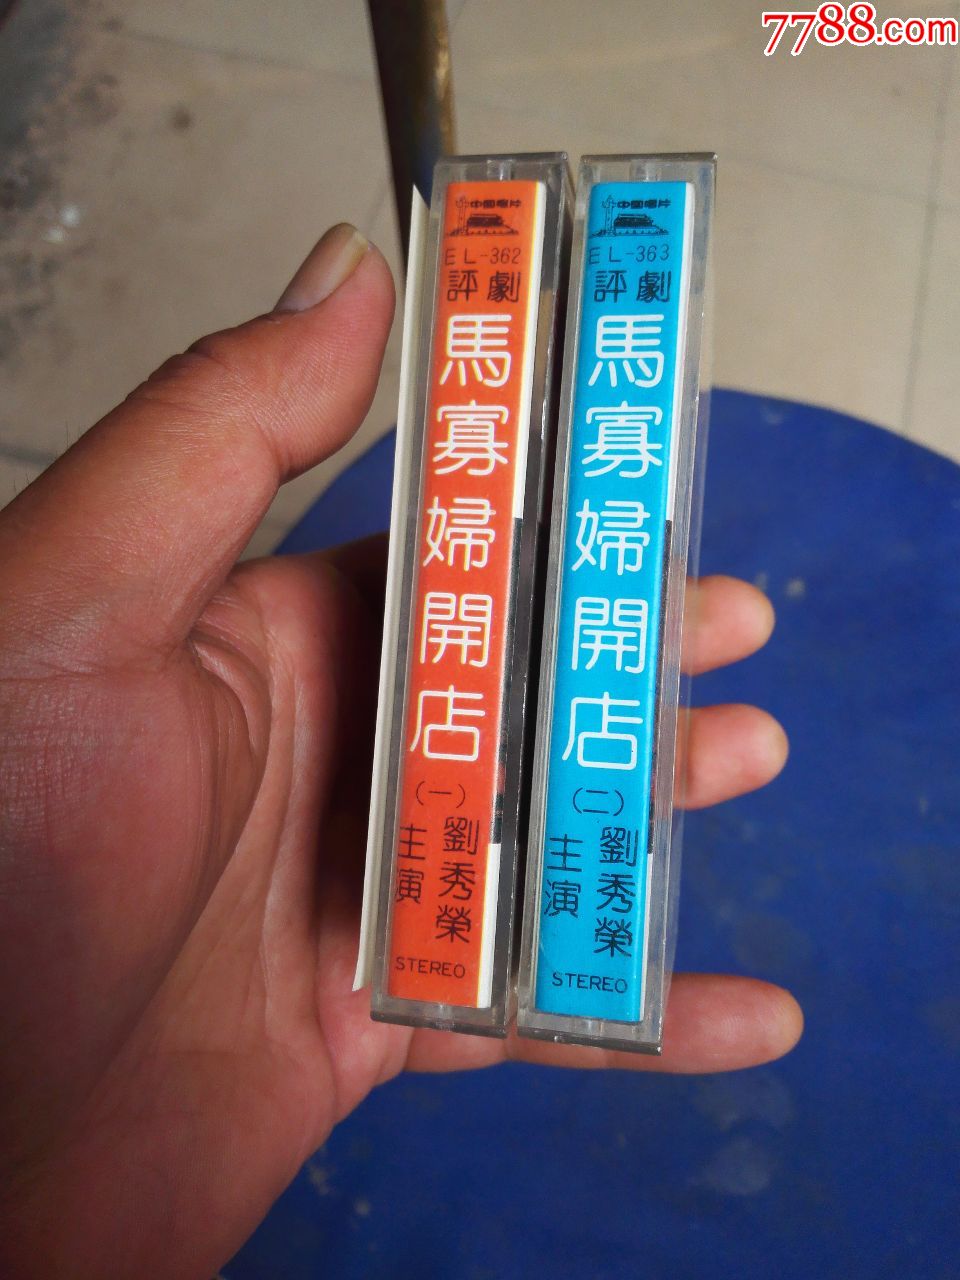 7788.com
中國唱片
EL-362
評劇
馬寡婦開店
(一)
劉秀榮
主演
STEREO
中國唱片
EL-363
評劇
馬寡婦開店
(二)
劉秀榮
主演
STEREO